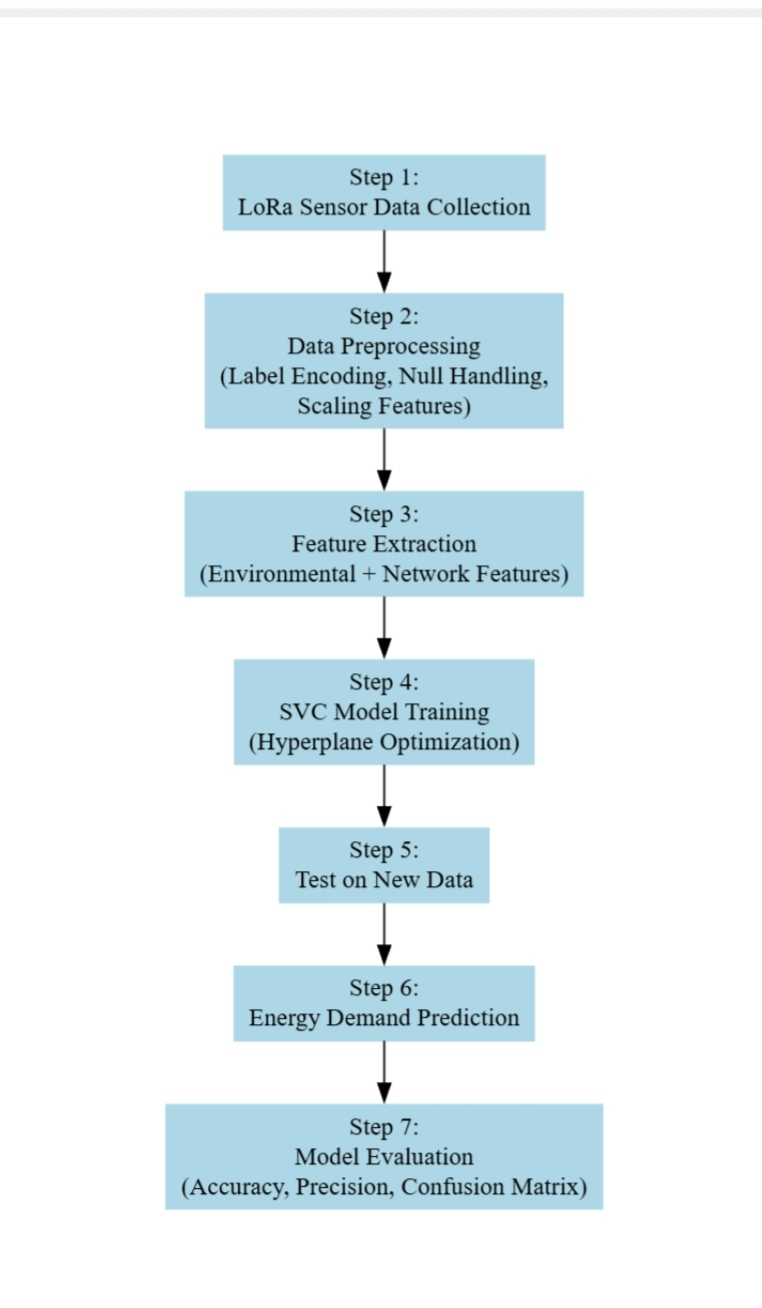 Step 1:
LoRa Sensor Data Collection
Step 2:
Data Preprocessing
(Label Encoding, Null Handling,
Scaling Features)
Step 3:
Feature Extraction
(Environmental + Network Features)
Step 4:
SVC Model Training
(Hyperplane Optimization)
Step 5:
Test on New Data
Step 6:
Energy Demand Prediction
Step 7:
Model Evaluation
(Accuracy, Precision, Confusion Matrix)